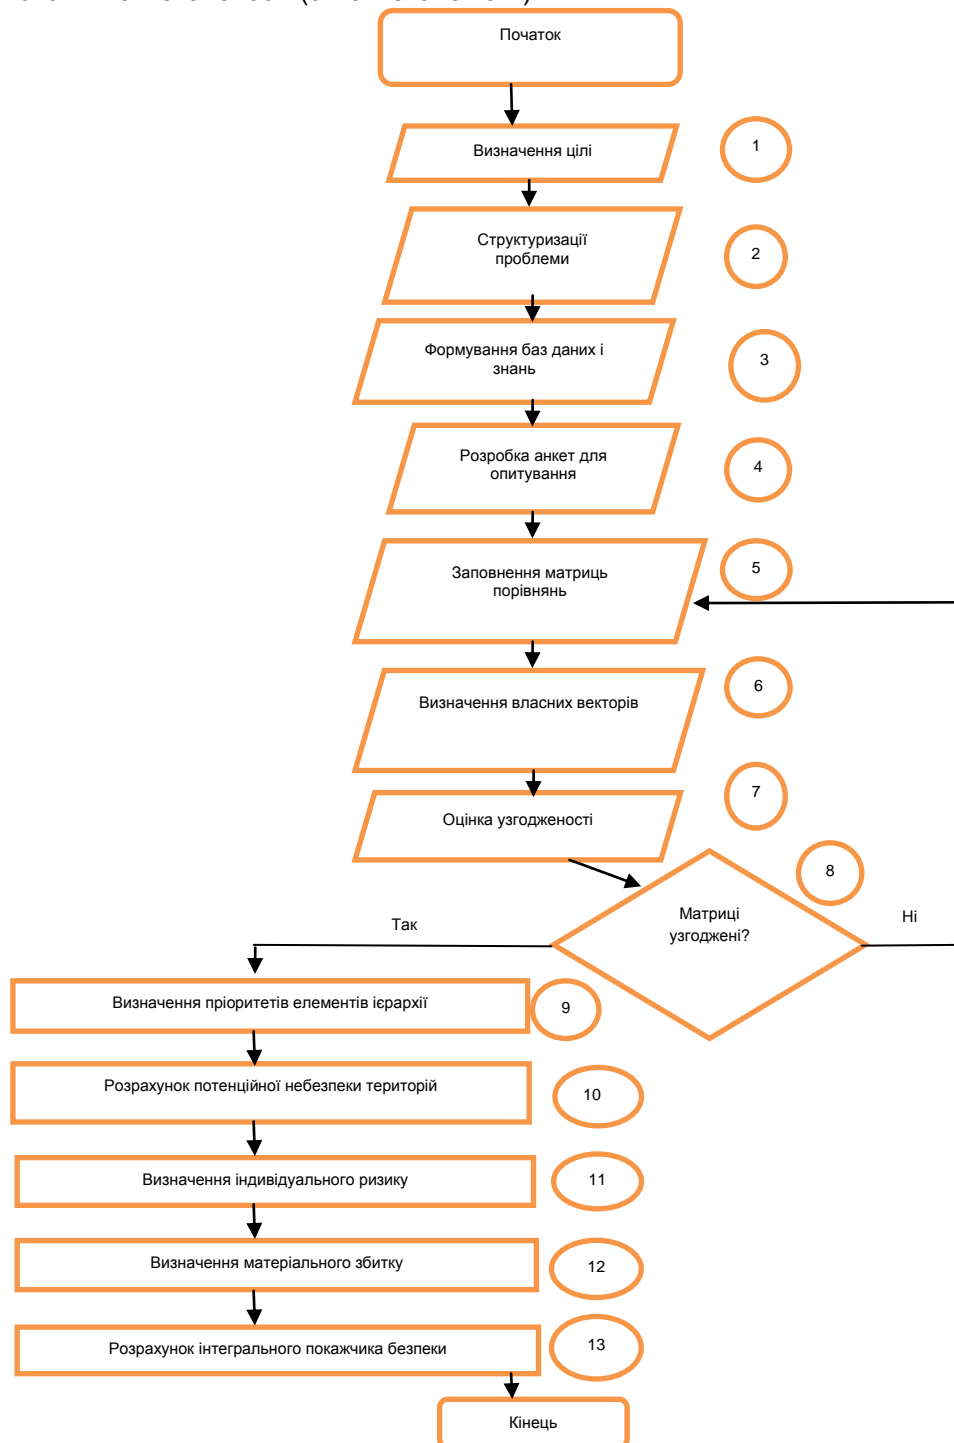 Початок
Визначення цілі
1
Структуризації
проблеми
2
Формування баз даних і
знань
3
Розробка анкет для
опитування
4
Заповнення матриць
порівнянь
5
Визначення власних векторів
6
Оцінка узгодженості
7
Матриці
узгоджені?
8
Так
Ні
Визначення пріоритетів елементів ієрархії
9
Розрахунок потенційної небезпеки територій
10
Визначення індивідуального ризику
11
Визначення матеріального збитку
12
Розрахунок інтегрального покажчика безпеки
13
Кінець